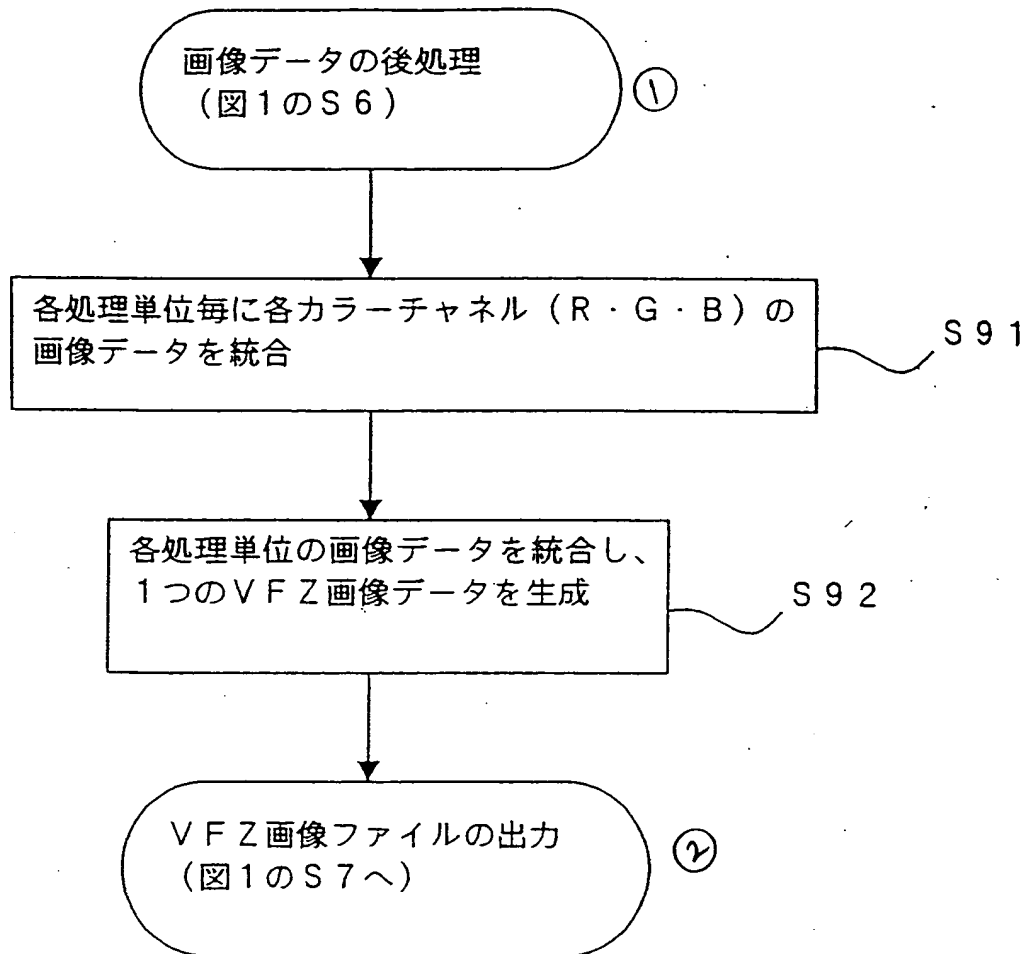 画像データの後処理
(図1のS6)
①
各処理単位毎に各カラーチャネル(R・G・B)の
画像データを統合
S91
各処理単位の画像データを統合し、
1つのVFZ画像データを生成
S92
VFZ画像ファイルの出力
(図1のS7へ)
②